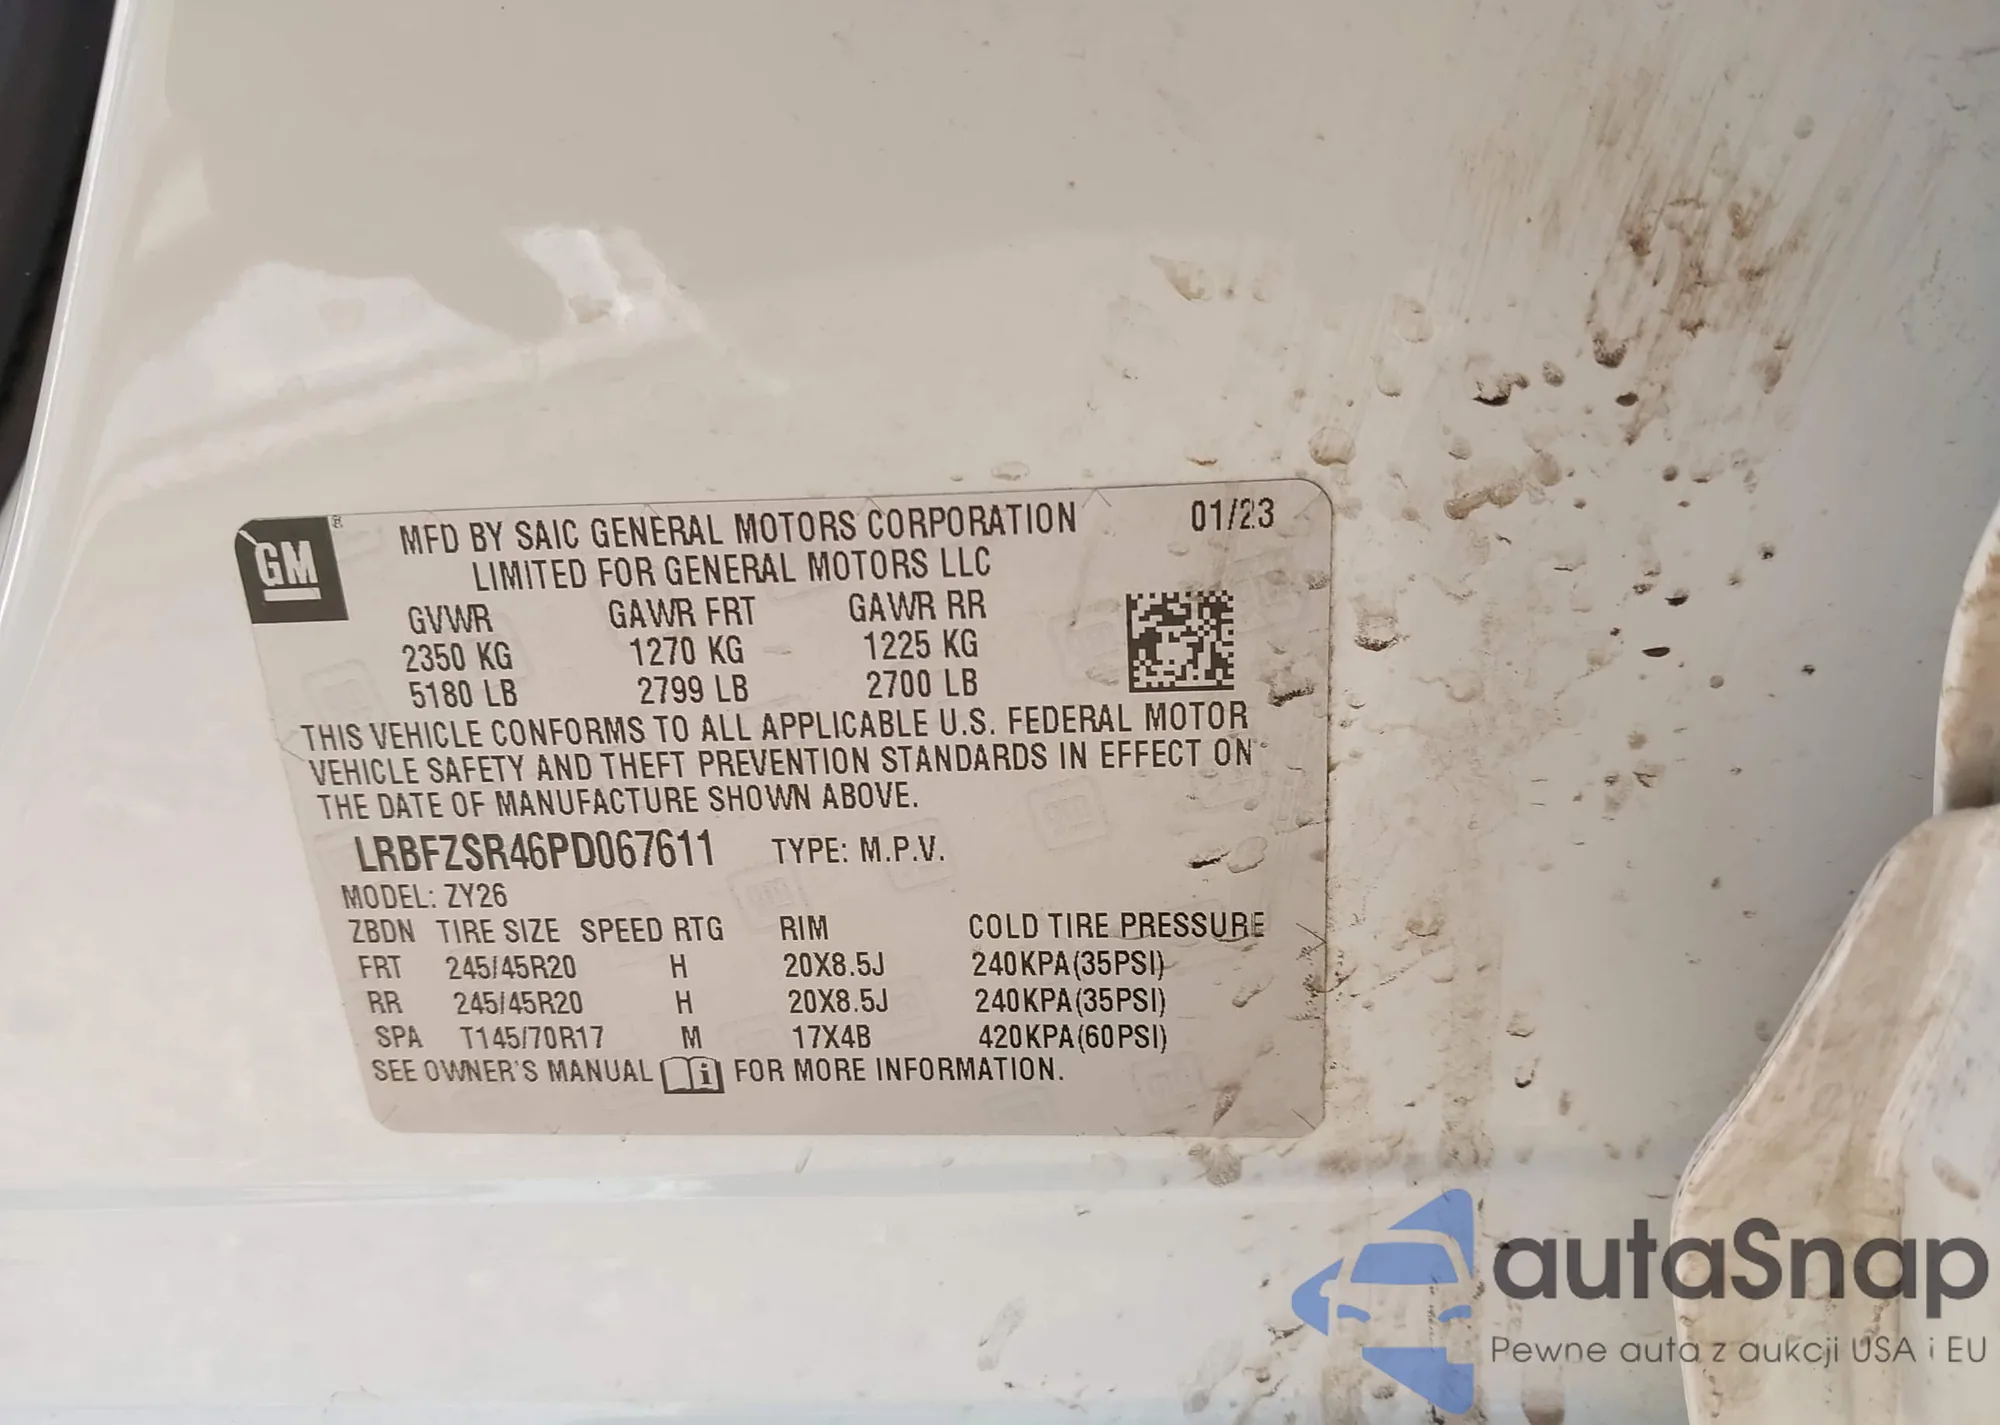 GM ®
MFD BY SAIC GENERAL MOTORS CORPORATION 01/23
LIMITED FOR GENERAL MOTORS LLC
GVWR GAWR FRT GAWR RR
2350 KG 1270 KG 1225 KG
5180 LB 2799 LB 2700 LB
THIS VEHICLE CONFORMS TO ALL APPLICABLE U.S. FEDERAL MOTOR
VEHICLE SAFETY AND THEFT PREVENTION STANDARDS IN EFFECT ON
THE DATE OF MANUFACTURE SHOWN ABOVE.
LRBFZSR46PD067611 TYPE: M.P.V.
MODEL: ZY26
ZBDN TIRE SIZE SPEED RTG RIM COLD TIRE PRESSURE
FRT 245/45R20 H 20X8.5J 240KPA(35PSI)
RR 245/45R20 H 20X8.5J 240KPA(35PSI)
SPA T145/70R17 M 17X4B 420KPA(60PSI)
SEE OWNER'S MANUAL i FOR MORE INFORMATION.
autaSnap
Pewne auta z aukcji USA i EU